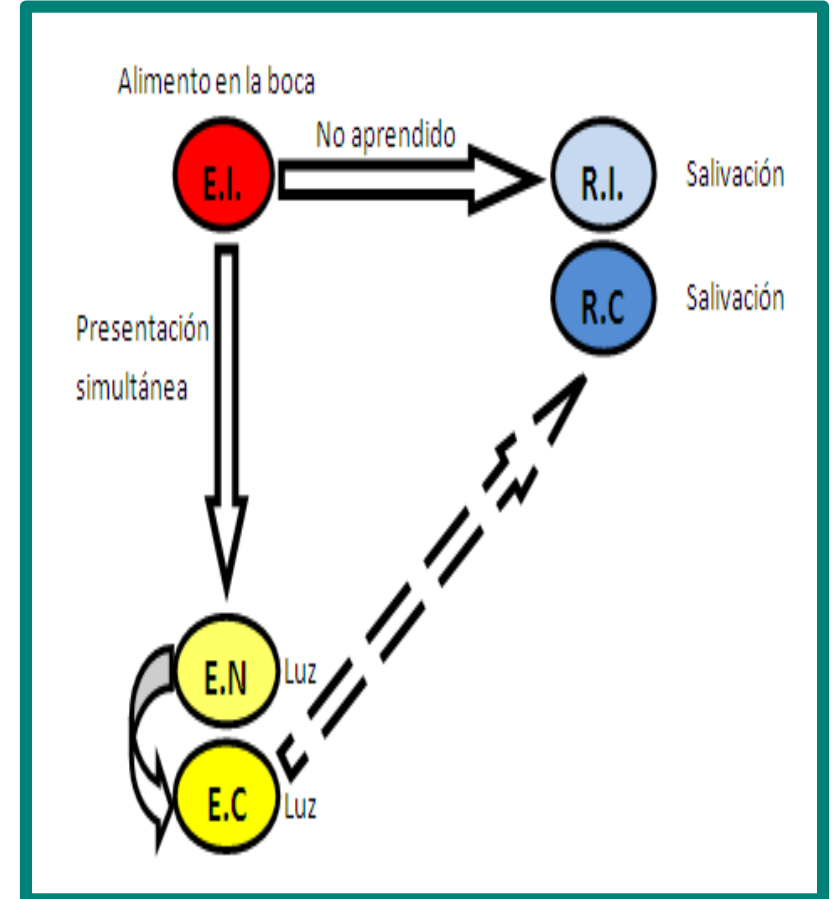 Alimento en la boca
No aprendido
E.I.
R.I.
Salivación
R.C
Salivación
Presentación
simultánea
E.N
Luz
E.C
Luz